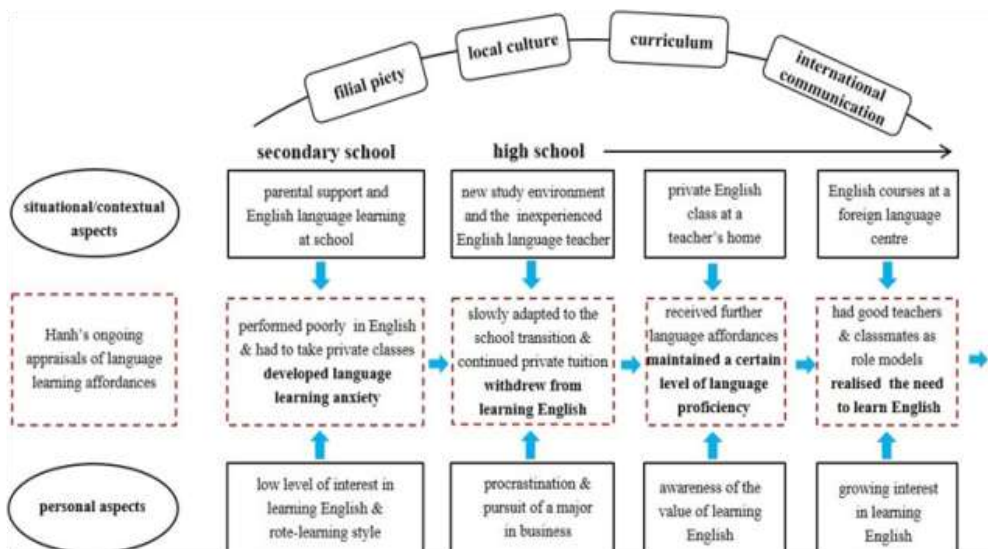 filial piety
local culture
curriculum
international
communication
secondary school
high school
situational/contextual
aspects
parental support and
English language learning
at school
new study environment
and the inexperienced
English language teacher
private English
class at a
teacher's home
English courses at a
foreign language
centre
Hanh's ongoing
appraisals of language
learning affordances
performed poorly in English
& had to take private classes
developed language
learning anxiety
slowly adapted to the
school transition &
continued private tuition
withdrew from
learning English
received further
language affordances
maintained a certain
level of language
proficiency
had good teachers
& classmates as
role models
realised the need
to learn English
personal aspects
low level of interest in
learning English &
rote-learning style
procrastination &
pursuit of a major
in business
awareness of the
value of learning
English
growing interest
in learning
English